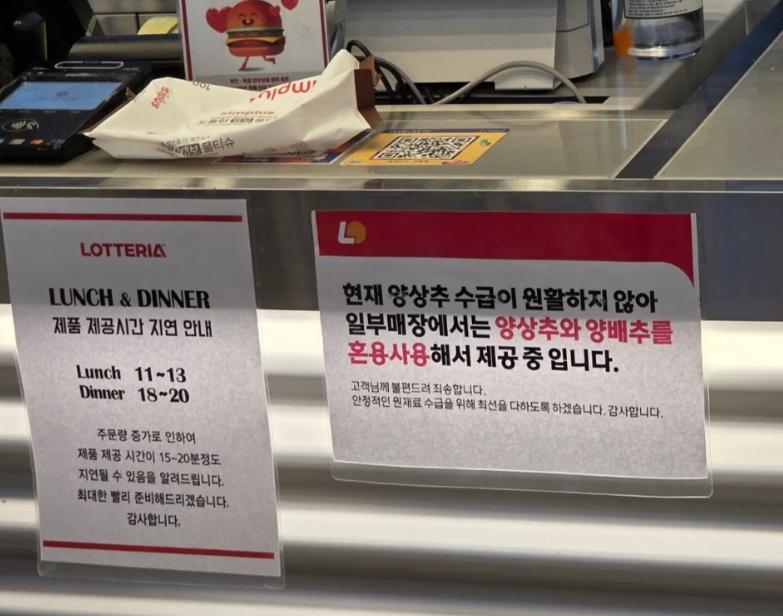 simplus
simplus
simplus
물티슈
LOTTERIA
LUNCH & DINNER
제품 제공시간 지연 안내
Lunch 11~13
Dinner 18~20
주문량 증가로 인하여
제품 제공 시간이 15~20분정도
지연될 수 있음을 알려드립니다.
최대한 빨리 준비해드리겠습니다.
감사합니다.
현재 양상추 수급이 원활하지 않아
일부매장에서는 양상추와 양배추를
혼용사용해서 제공 중 입니다.
고객님께 불편드려 죄송합니다.
안정적인 원재료 수급을 위해 최선을 다하도록 하겠습니다. 감사합니다.